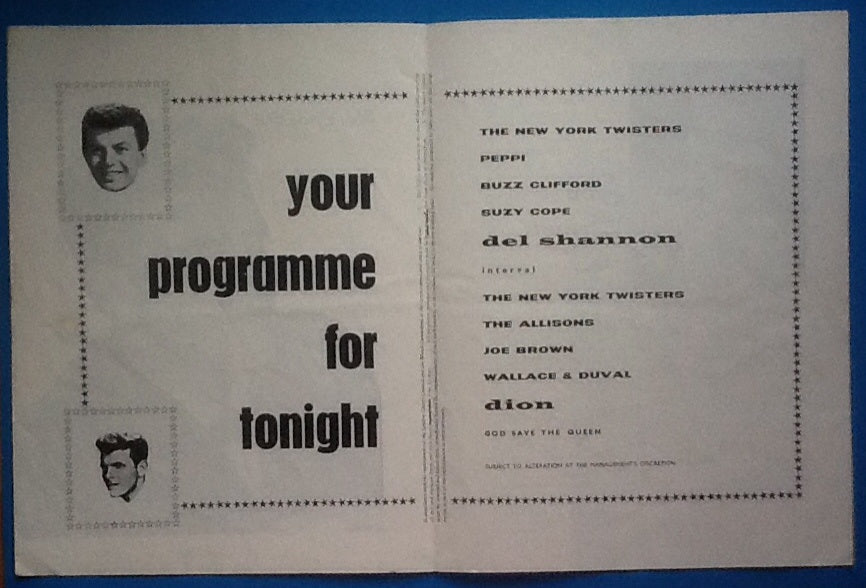 your
programme
for
tonight
THE NEW YORK TWISTERS
PEPPI
BUZZ CLIFFORD
SUZY COPE
del shannon
interval
THE NEW YORK TWISTERS
THE ALLISONS
JOE BROWN
WALLACE & DUVAL
dion
GOD SAVE THE QUEEN
SUBJECT TO ALTERATION AT THE MANAGEMENT'S DISCRETION